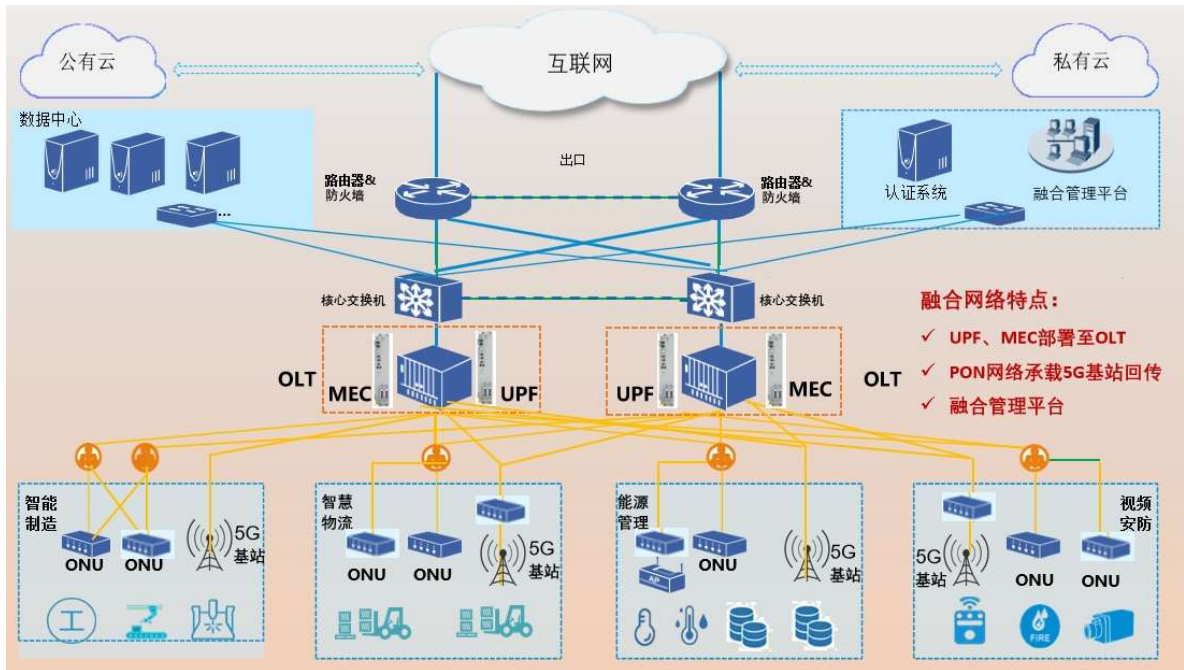 公有云
互联网
私有云
数据中心
...
出口
路由器&
防火墙
路由器&
防火墙
认证系统
融合管理平台
核心交换机
核心交换机
融合网络特点：
✓ UPF、MEC部署至OLT
✓ PON网络承载5G基站回传
✓ 融合管理平台
OLT
MEC
UPF
UPF
MEC
OLT
智能
制造
ONU
ONU
5G
基站
智慧
物流
ONU
ONU
5G
基站
能源
管理
AP
ONU
5G
基站
视频
安防
5G
基站
ONU
ONU
工
FIRE